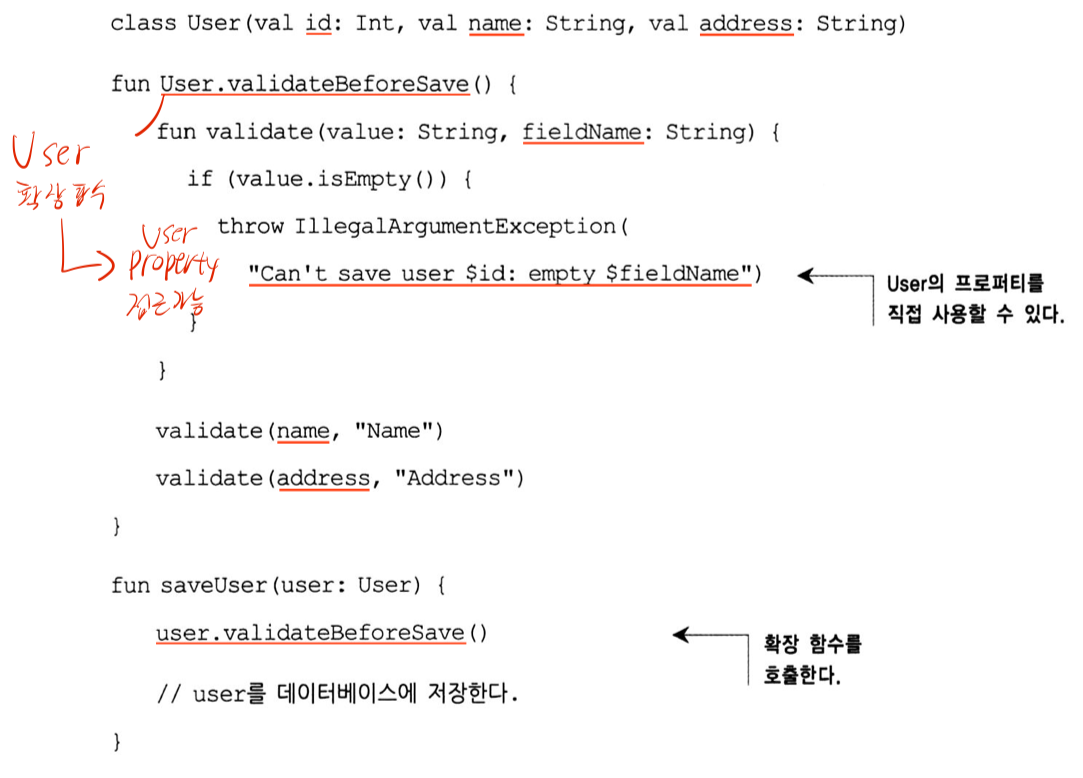 class User(val id: Int, val name: String, val address: String)
fun User.validateBeforeSave() {
fun validate(value: String, fieldName: String) {
User
확장 함수
if (value.isEmpty()) {
throw IllegalArgumentException(
User
Property
접근가능
"Can't save user $id: empty $fieldName")
User의 프로퍼티를
직접 사용할 수 있다.
}
}
validate(name, "Name")
validate(address, "Address")
}
fun saveUser(user: User) {
user.validateBeforeSave()
확장 함수를
호출한다.
// user를 데이터베이스에 저장한다.
}